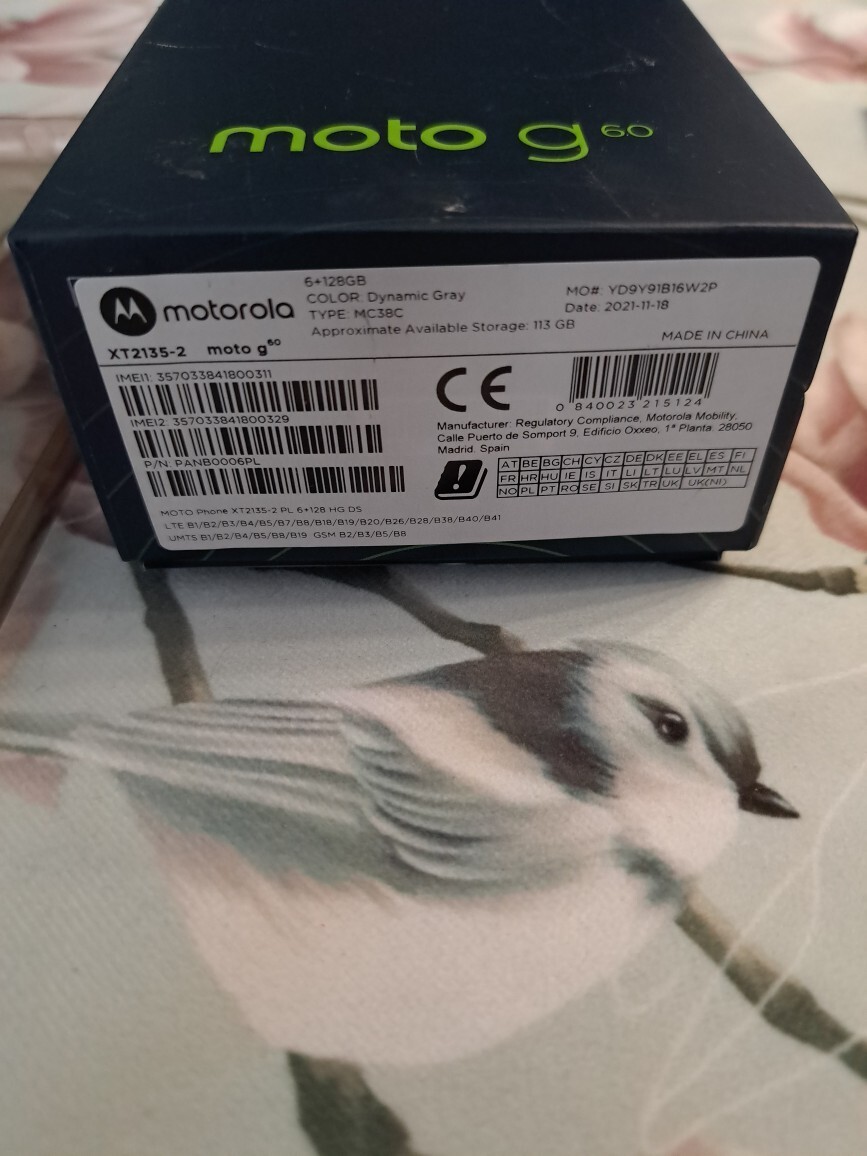 moto g 60
motorola
6+128GB
COLOR: Dynamic Gray
TYPE: MC38C
Approximate Available Storage: 113 GB
MO#: YD9Y91B16W2P
Date: 2021-11-18
MADE IN CHINA
XT2135-2 moto g60
IMEI1: 357033841800311
IMEI2: 357033841800329
P/N: PANB0006PL
CE
0 840023 215124
Manufacturer: Regulatory Compliance, Motorola Mobility,
Calle Puerto de Somport 9, Edificio Oxxeo, 1ª Planta. 28050
Madrid. Spain
AT BE BG CH CY CZ DE DK EE EL ES FI
FR HR HU IE IS IT LI LT LU LV MT NL
NO PL PT RO SE SI SK TR UK UK(NI)
MOTO Phone XT2135-2 PL 6+128 HG DS
LTE B1/B2/B3/B4/B5/B7/B8/B18/B19/B20/B26/B28/B38/B40/B41
UMTS B1/B2/B4/B5/B8/B19 GSM B2/B3/B5/B8